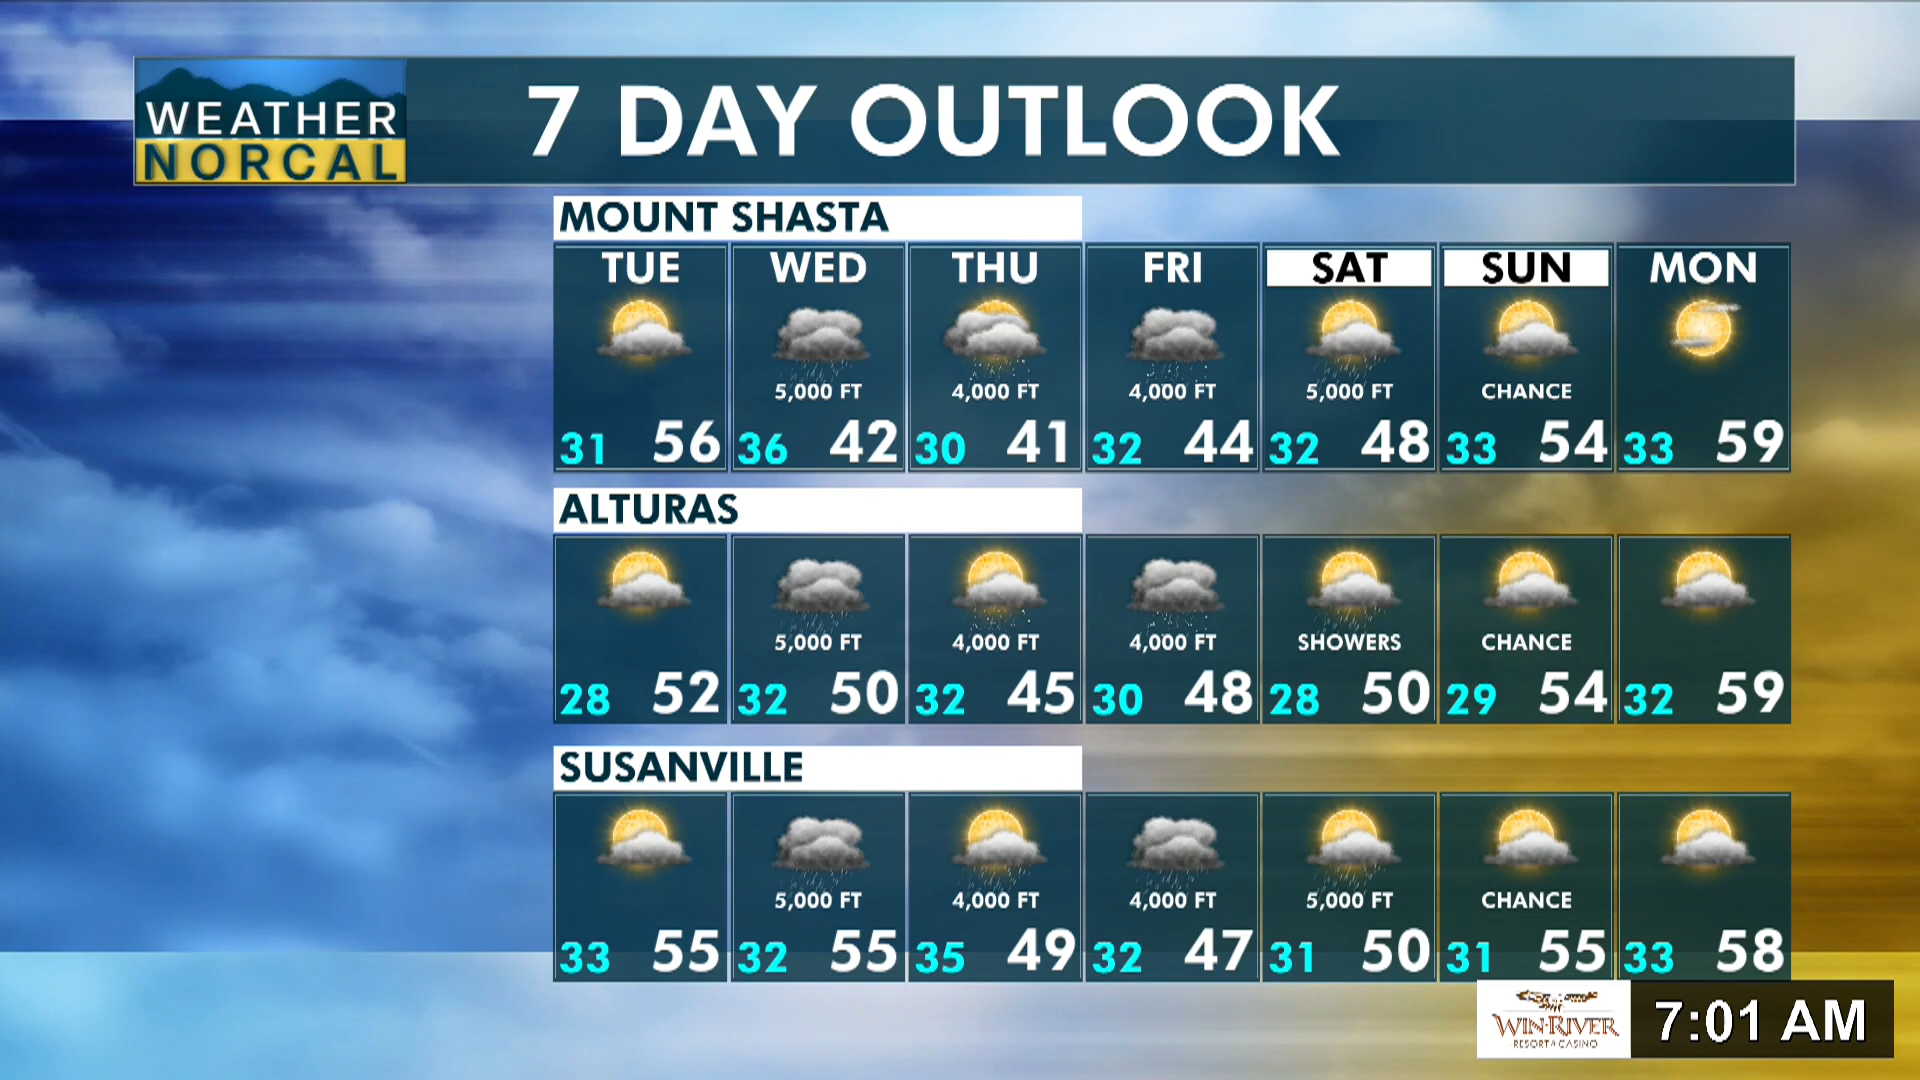 WEATHER
NORCAL
7 DAY OUTLOOK
MOUNT SHASTA
TUE WED THU FRI SAT SUN MON
5,000 FT 4,000 FT 4,000 FT 5,000 FT CHANCE
31 56 36 42 30 41 32 44 32 48 33 54 33 59
ALTURAS
5,000 FT 4,000 FT 4,000 FT SHOWERS CHANCE
28 52 32 50 32 45 30 48 28 50 29 54 32 59
SUSANVILLE
5,000 FT 4,000 FT 4,000 FT 5,000 FT CHANCE
33 55 32 55 35 49 32 47 31 50 31 55 33 58
WIN-RIVER
RESORT & CASINO
7:01 AM